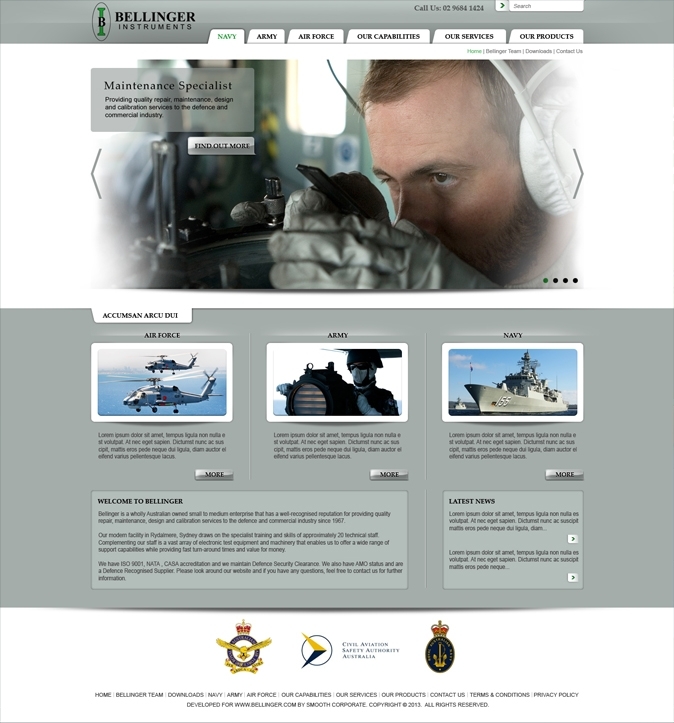 BELLINGER
INSTRUMENTS
Call Us: 02 9684 1424
Search
NAVY ARMY AIR FORCE OUR CAPABILITIES OUR SERVICES OUR PRODUCTS
Home | Bellinger Team | Downloads | Contact Us
Maintenance Specialist
Providing quality repair, maintenance, design
and calibration services to the defence and
commercial industry.
FIND OUT MORE
ACCUMSAN ARCU DUI
AIR FORCE
Lorem ipsum dolor sit amet, tempus ligula non nulla e
st volutpat. At nec eget sapien. Dictumst nunc ac sus
cipit, mattis eros pede neque dui ligula, diam auctor el
eifend varius pellentesque lacus.
MORE
ARMY
Lorem ipsum dolor sit amet, tempus ligula non nulla e
st volutpat. At nec eget sapien. Dictumst nunc ac sus
cipit, mattis eros pede neque dui ligula, diam auctor el
eifend varius pellentesque lacus.
MORE
NAVY
155
Lorem ipsum dolor sit amet, tempus ligula non nulla e
st volutpat. At nec eget sapien. Dictumst nunc ac sus
cipit, mattis eros pede neque dui ligula, diam auctor el
eifend varius pellentesque lacus.
MORE
WELCOME TO BELLINGER
Bellinger is a wholly Australian owned small to medium enterprise that has a well-recognised reputation for providing quality
repair, maintenance, design and calibration services to the defence and commercial industry since 1967.
Our modern facility in Rydalmere, Sydney draws on the specialist training and skills of approximately 20 technical staff.
Complementing our staff is a vast array of electronic test equipment and machinery that enables us to offer a wide range of
support capabilities while providing fast turn-around times and value for money.
We have ISO 9001, NATA , CASA accreditation and we maintain Defence Security Clearance. We also have AMO status and are
a Defence Recognised Supplier. Please look around our website and if you have any questions, feel free to contact us for further
information.
LATEST NEWS
Lorem ipsum dolor sit amet, tempus ligula non nulla es
volutpat. At nec eget sapien. Dictumst nunc ac suscipit
mattis eros pede neque dui ligula, diam...
Lorem ipsum dolor sit amet, tempus ligula non nulla es
volutpat. At nec eget sapien. Dictumst nunc ac suscipit
mattis eros pede neque...
CIVIL AVIATION
SAFETY AUTHORITY
AUSTRALIA
HOME | BELLINGER TEAM | DOWNLOADS | NAVY | ARMY | AIR FORCE | OUR CAPABILITIES | OUR SERVICES | OUR PRODUCTS | CONTACT US | TERMS & CONDITIONS | PRIVACY POLICY
DEVELOPED FOR WWW.BELLINGER.COM BY SMOOTH CORPORATE. COPYRIGHT © 2013. ALL RIGHTS RESERVED.